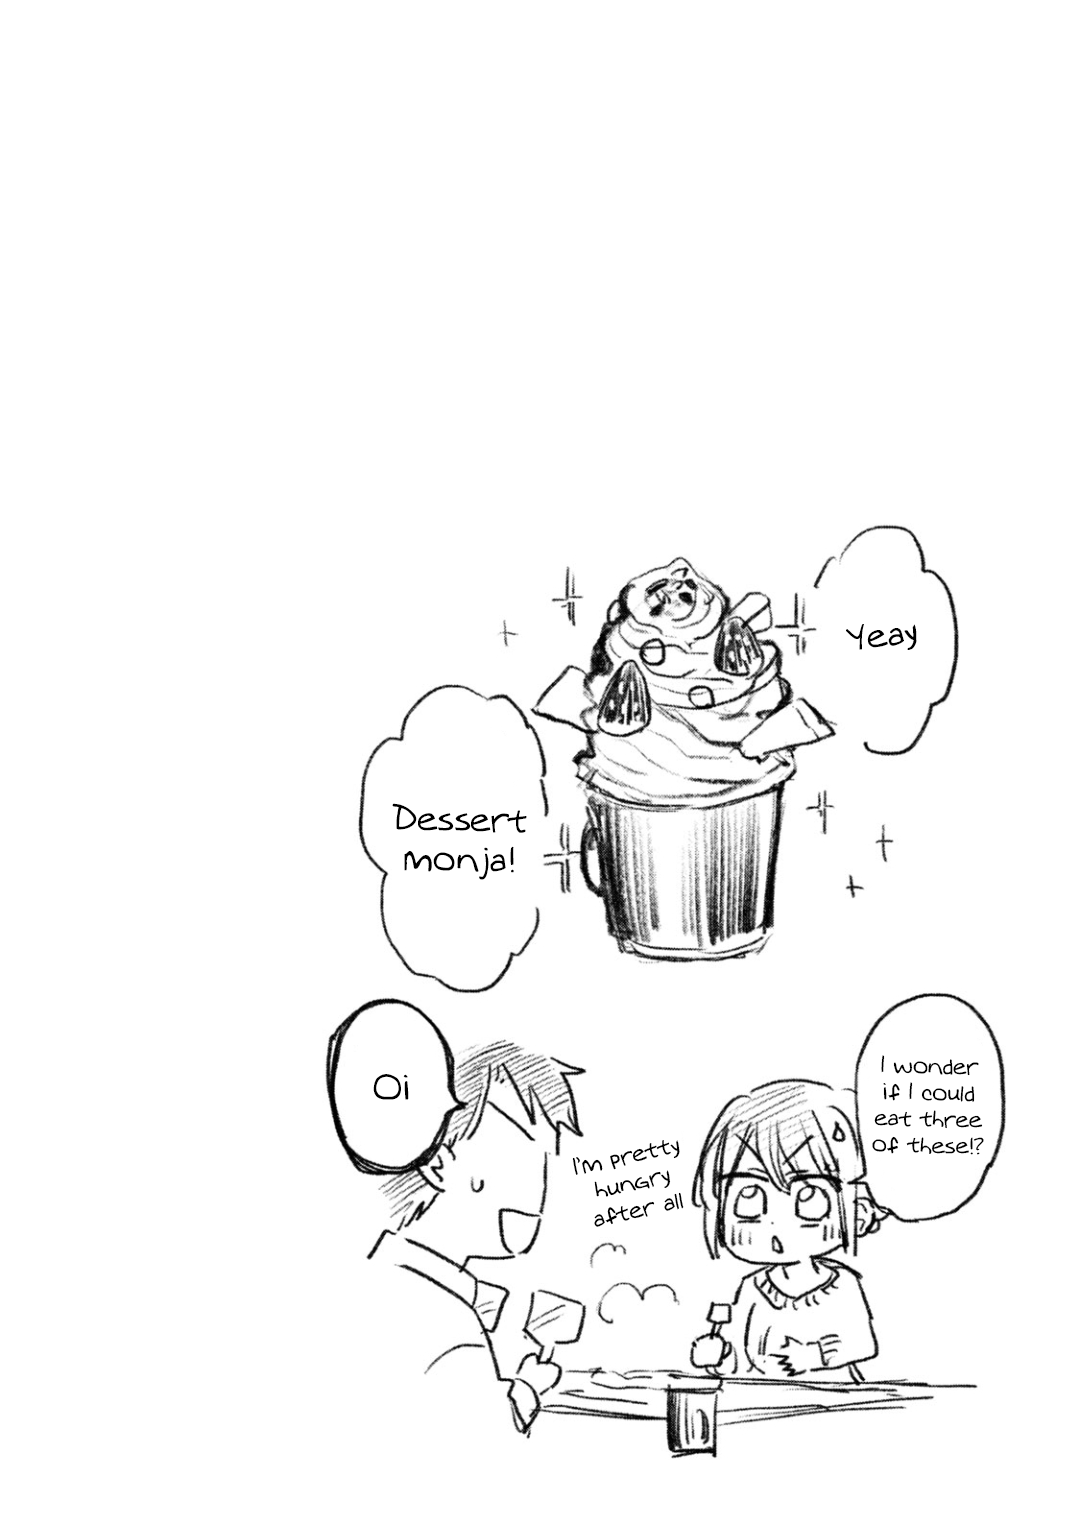 Yeay
Dessert
monja!
I wonder
if I could
eat three
of these!?
I'm pretty
hungry
after all
Oi